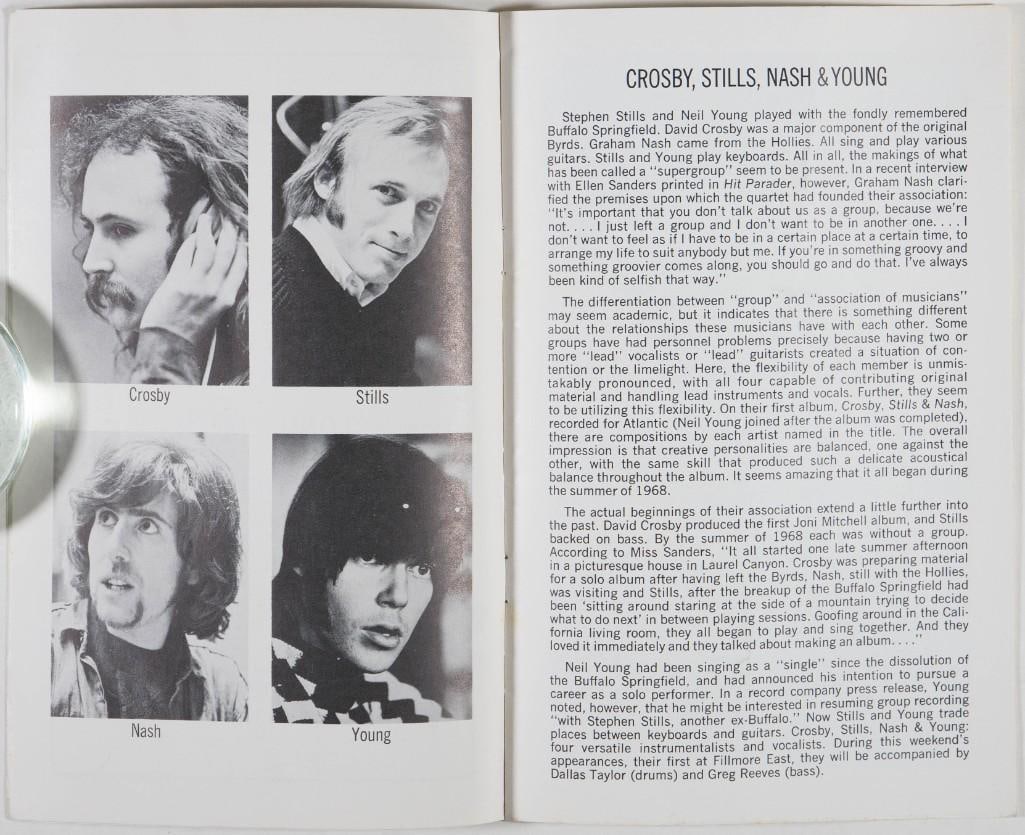 Crosby
Stills
Nash
Young
CROSBY, STILLS, NASH & YOUNG
Stephen Stills and Neil Young played with the fondly remembered
Buffalo Springfield. David Crosby was a major component of the original
Byrds. Graham Nash came from the Hollies. All sing and play various
guitars. Stills and Young play keyboards. All in all, the makings of what
has been called a "supergroup" seem to be present. In a recent interview
with Ellen Sanders printed in Hit Parader, however, Graham Nash clari-
fied the premises upon which the quartet had founded their association:
"It's important that you don't talk about us as a group, because we're
not. . . . I just left a group and I don't want to be in another one. . . . I
don't want to feel as if I have to be in a certain place at a certain time, to
arrange my life to suit anybody but me. If you're in something groovy and
something groovier comes along, you should go and do that. I've always
been kind of selfish that way."
The differentiation between "group" and "association of musicians"
may seem academic, but it indicates that there is something different
about the relationships these musicians have with each other. Some
groups have had personnel problems precisely because having two or
more "lead" vocalists or "lead" guitarists created a situation of con-
tention or the limelight. Here, the flexibility of each member is unmis-
takably pronounced, with all four capable of contributing original
material and handling lead instruments and vocals. Further, they seem
to be utilizing this flexibility. On their first album, Crosby, Stills & Nash,
recorded for Atlantic (Neil Young joined after the album was completed),
there are compositions by each artist named in the title. The overall
impression is that creative personalities are balanced, one against the
other, with the same skill that produced such a delicate acoustical
balance throughout the album. It seems amazing that it all began during
the summer of 1968.
The actual beginnings of their association extend a little further into
the past. David Crosby produced the first Joni Mitchell album, and Stills
backed on bass. By the summer of 1968 each was without a group.
According to Miss Sanders, "It all started one late summer afternoon
in a picturesque house in Laurel Canyon. Crosby was preparing material
for a solo album after having left the Byrds, Nash, still with the Hollies,
was visiting and Stills, after the breakup of the Buffalo Springfield had
been 'sitting around staring at the side of a mountain trying to decide
what to do next' in between playing sessions. Goofing around in the Cali-
fornia living room, they all began to play and sing together. And they
loved it immediately and they talked about making an album. . . ."
Neil Young had been singing as a "single" since the dissolution of
the Buffalo Springfield, and had announced his intention to pursue a
career as a solo performer. In a record company press release, Young
noted, however, that he might be interested in resuming group recording
"with Stephen Stills, another ex-Buffalo." Now Stills and Young trade
places between keyboards and guitars. Crosby, Stills, Nash & Young:
four versatile instrumentalists and vocalists. During this weekend's
appearances, their first at Fillmore East, they will be accompanied by
Dallas Taylor (drums) and Greg Reeves (bass).